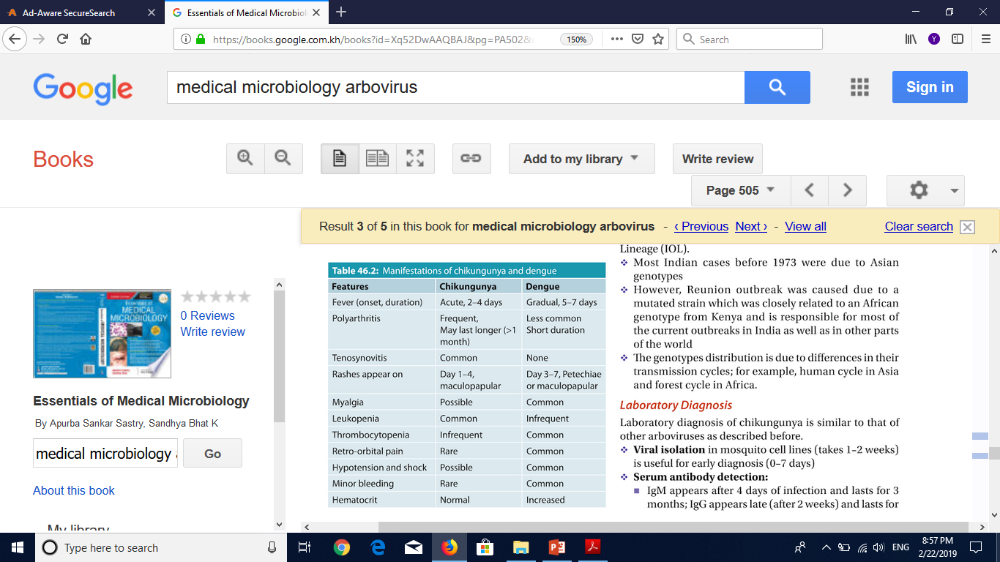 Ad-Aware SecureSearch
Essentials of Medical Microbiol
https://books.google.com.kh/books?id=Xq52DwAAQBAJ&pg=PA502&
150%
Search
Y
Google
medical microbiology arbovirus
Sign in
Books
Add to my library
Write review
Page 505
Result 3 of 5 in this book for medical microbiology arbovirus - ‹ Previous Next › - View all
Clear search
0 Reviews
Write review
Essentials of
MEDICAL
MICROBIOLOGY
Essentials of Medical Microbiology
By Apurba Sankar Sastry, Sandhya Bhat K
medical microbiology a
Go
About this book
My library
Table 46.2: Manifestations of chikungunya and dengue
Features Chikungunya Dengue
Fever (onset, duration) Acute, 2–4 days Gradual, 5–7 days
Polyarthritis Frequent, Less common
May last longer (>1 Short duration
month)
Tenosynovitis Common None
Rashes appear on Day 1–4, Day 3–7, Petechiae
maculopapular or maculopapular
Myalgia Possible Common
Leukopenia Common Infrequent
Thrombocytopenia Infrequent Common
Retro-orbital pain Rare Common
Hypotension and shock Possible Common
Minor bleeding Rare Common
Hematocrit Normal Increased
Lineage (IOL).
❖ Most Indian cases before 1973 were due to Asian
genotypes
❖ However, Reunion outbreak was caused due to a
mutated strain which was closely related to an African
genotype from Kenya and is responsible for most of
the current outbreaks in India as well as in other parts
of the world
❖ The genotypes distribution is due to differences in their
transmission cycles; for example, human cycle in Asia
and forest cycle in Africa.
Laboratory Diagnosis
Laboratory diagnosis of chikungunya is similar to that of
other arboviruses as described before.
❖ Viral isolation in mosquito cell lines (takes 1–2 weeks)
is useful for early diagnosis (0–7 days)
❖ Serum antibody detection:
■ IgM appears after 4 days of infection and lasts for 3
months; IgG appears late (after 2 weeks) and lasts for
Type here to search
ENG
8:57 PM
2/22/2019